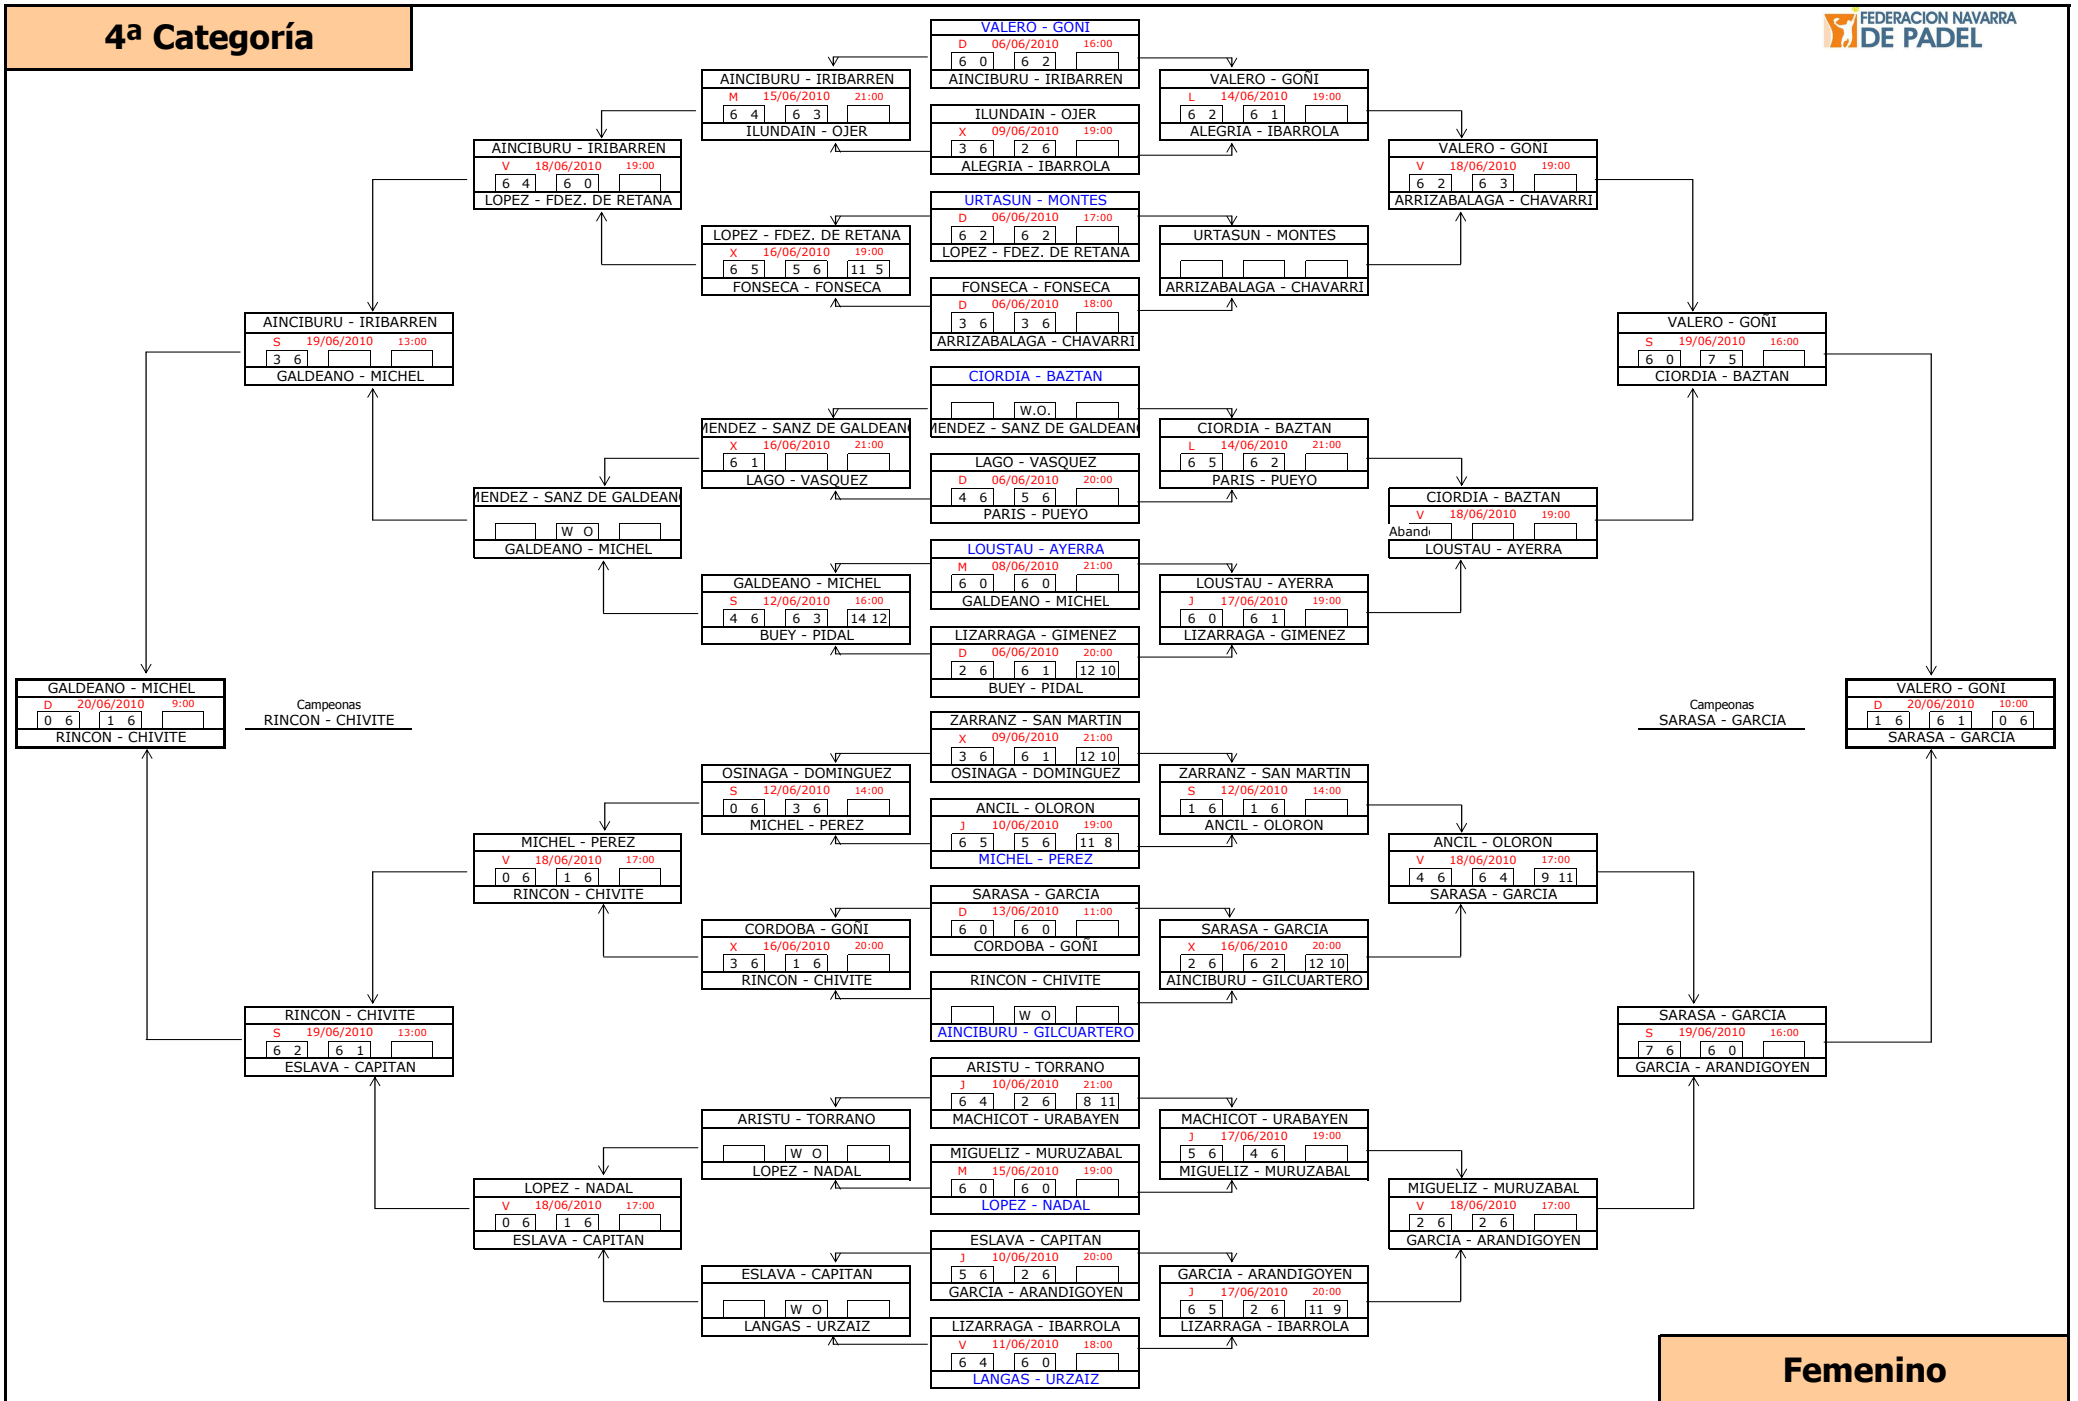 4ª Categoría
FEDERACION NAVARRA
DE PADEL
GALDEANO - MICHEL
D 20/06/2010 9:00
0 6 1 6
RINCON - CHIVITE
Campeonas
RINCON - CHIVITE
AINCIBURU - IRIBARREN
S 19/06/2010 13:00
3 6
GALDEANO - MICHEL
RINCON - CHIVITE
S 19/06/2010 13:00
6 2 6 1
ESLAVA - CAPITAN
AINCIBURU - IRIBARREN
V 18/06/2010 19:00
6 4 6 0
LOPEZ - FDEZ. DE RETANA
MENDEZ - SANZ DE GALDEANO
W O
GALDEANO - MICHEL
MICHEL - PEREZ
V 18/06/2010 17:00
0 6 1 6
RINCON - CHIVITE
LOPEZ - NADAL
V 18/06/2010 17:00
0 6 1 6
ESLAVA - CAPITAN
AINCIBURU - IRIBARREN
M 15/06/2010 21:00
6 4 6 3
ILUNDAIN - OJER
LOPEZ - FDEZ. DE RETANA
X 16/06/2010 19:00
6 5 5 6 11 5
FONSECA - FONSECA
MENDEZ - SANZ DE GALDEANO
X 16/06/2010 21:00
6 1
LAGO - VASQUEZ
GALDEANO - MICHEL
S 12/06/2010 16:00
4 6 6 3 14 12
BUEY - PIDAL
OSINAGA - DOMINGUEZ
S 12/06/2010 14:00
0 6 3 6
MICHEL - PEREZ
CORDOBA - GOÑI
X 16/06/2010 20:00
3 6 1 6
RINCON - CHIVITE
ARISTU - TORRANO
W O
LOPEZ - NADAL
ESLAVA - CAPITAN
W O
LANGAS - URZAIZ
VALERO - GOÑI
D 06/06/2010 16:00
6 0 6 2
AINCIBURU - IRIBARREN
ILUNDAIN - OJER
X 09/06/2010 19:00
3 6 2 6
ALEGRIA - IBARROLA
URTASUN - MONTES
D 06/06/2010 17:00
6 2 6 2
LOPEZ - FDEZ. DE RETANA
FONSECA - FONSECA
D 06/06/2010 18:00
3 6 3 6
ARRIZABALAGA - CHAVARRI
CIORDIA - BAZTAN
W.O.
MENDEZ - SANZ DE GALDEANO
LAGO - VASQUEZ
D 06/06/2010 20:00
4 6 5 6
PARIS - PUEYO
LOUSTAU - AYERRA
M 08/06/2010 21:00
6 0 6 0
GALDEANO - MICHEL
LIZARRAGA - GIMENEZ
D 06/06/2010 20:00
2 6 6 1 12 10
BUEY - PIDAL
ZARRANZ - SAN MARTIN
X 09/06/2010 21:00
3 6 6 1 12 10
OSINAGA - DOMINGUEZ
ANCIL - OLORON
J 10/06/2010 19:00
6 5 5 6 11 8
MICHEL - PEREZ
SARASA - GARCIA
D 13/06/2010 11:00
6 0 6 0
CORDOBA - GOÑI
RINCON - CHIVITE
W O
AINCIBURU - GILCUARTERO
ARISTU - TORRANO
J 10/06/2010 21:00
6 4 2 6 8 11
MACHICOT - URABAYEN
MIGUELIZ - MURUZABAL
M 15/06/2010 19:00
6 0 6 0
LOPEZ - NADAL
ESLAVA - CAPITAN
J 10/06/2010 20:00
5 6 2 6
GARCIA - ARANDIGOYEN
LIZARRAGA - IBARROLA
V 11/06/2010 18:00
6 4 6 0
LANGAS - URZAIZ
VALERO - GOÑI
L 14/06/2010 19:00
6 2 6 1
ALEGRIA - IBARROLA
URTASUN - MONTES
ARRIZABALAGA - CHAVARRI
CIORDIA - BAZTAN
L 14/06/2010 21:00
6 5 6 2
PARIS - PUEYO
LOUSTAU - AYERRA
J 17/06/2010 19:00
6 0 6 1
LIZARRAGA - GIMENEZ
ZARRANZ - SAN MARTIN
S 12/06/2010 14:00
1 6 1 6
ANCIL - OLORON
SARASA - GARCIA
X 16/06/2010 20:00
2 6 6 2 12 10
AINCIBURU - GILCUARTERO
MACHICOT - URABAYEN
J 17/06/2010 19:00
5 6 4 6
MIGUELIZ - MURUZABAL
GARCIA - ARANDIGOYEN
J 17/06/2010 20:00
6 5 2 6 11 9
LIZARRAGA - IBARROLA
VALERO - GOÑI
V 18/06/2010 19:00
6 2 6 3
ARRIZABALAGA - CHAVARRI
CIORDIA - BAZTAN
V 18/06/2010 19:00
Aband
LOUSTAU - AYERRA
ANCIL - OLORON
V 18/06/2010 17:00
4 6 6 4 9 11
SARASA - GARCIA
MIGUELIZ - MURUZABAL
V 18/06/2010 17:00
2 6 2 6
GARCIA - ARANDIGOYEN
VALERO - GOÑI
S 19/06/2010 16:00
6 0 7 5
CIORDIA - BAZTAN
SARASA - GARCIA
S 19/06/2010 16:00
7 6 6 0
GARCIA - ARANDIGOYEN
Campeonas
SARASA - GARCIA
VALERO - GOÑI
D 20/06/2010 10:00
1 6 6 1 0 6
SARASA - GARCIA
Femenino